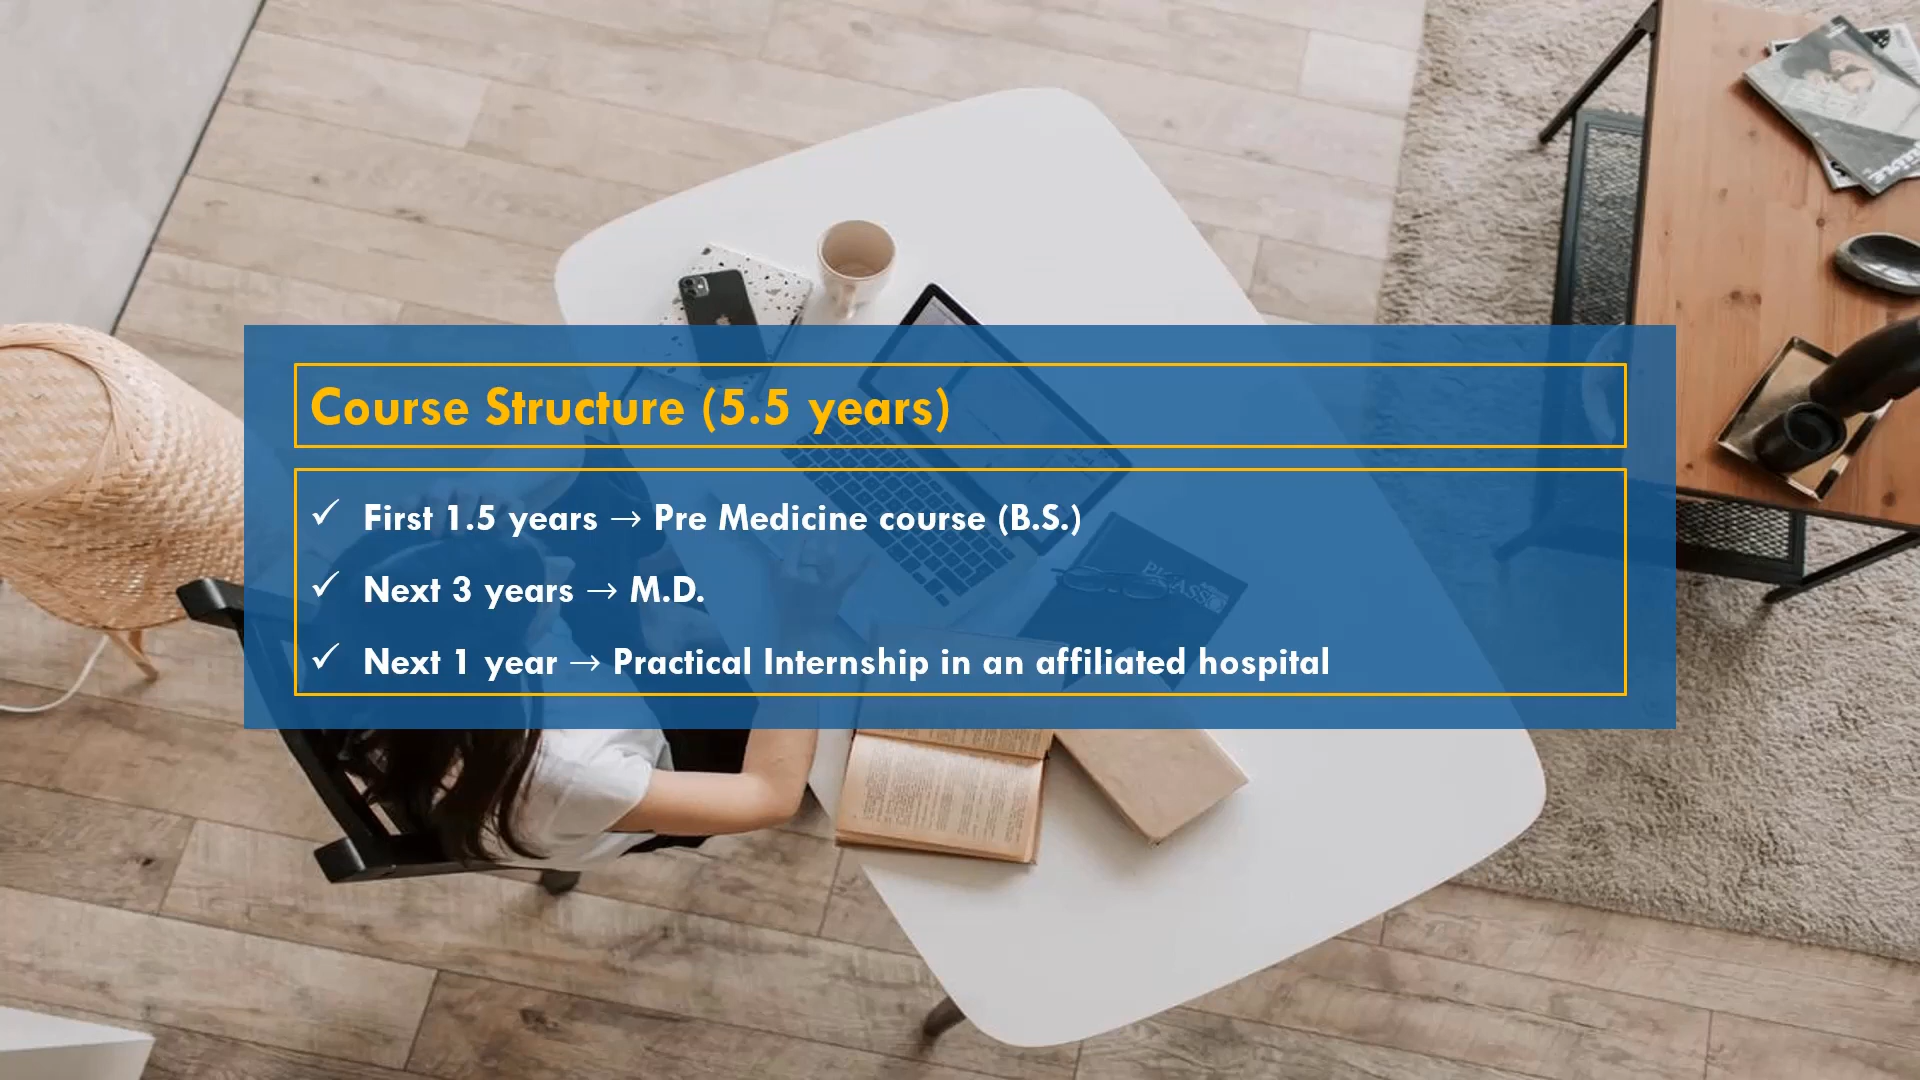 Course Structure (5.5 years)
✓ First 1.5 years → Pre Medicine course (B.S.)
✓ Next 3 years → M.D.
✓ Next 1 year → Practical Internship in an affiliated hospital
PICASSO